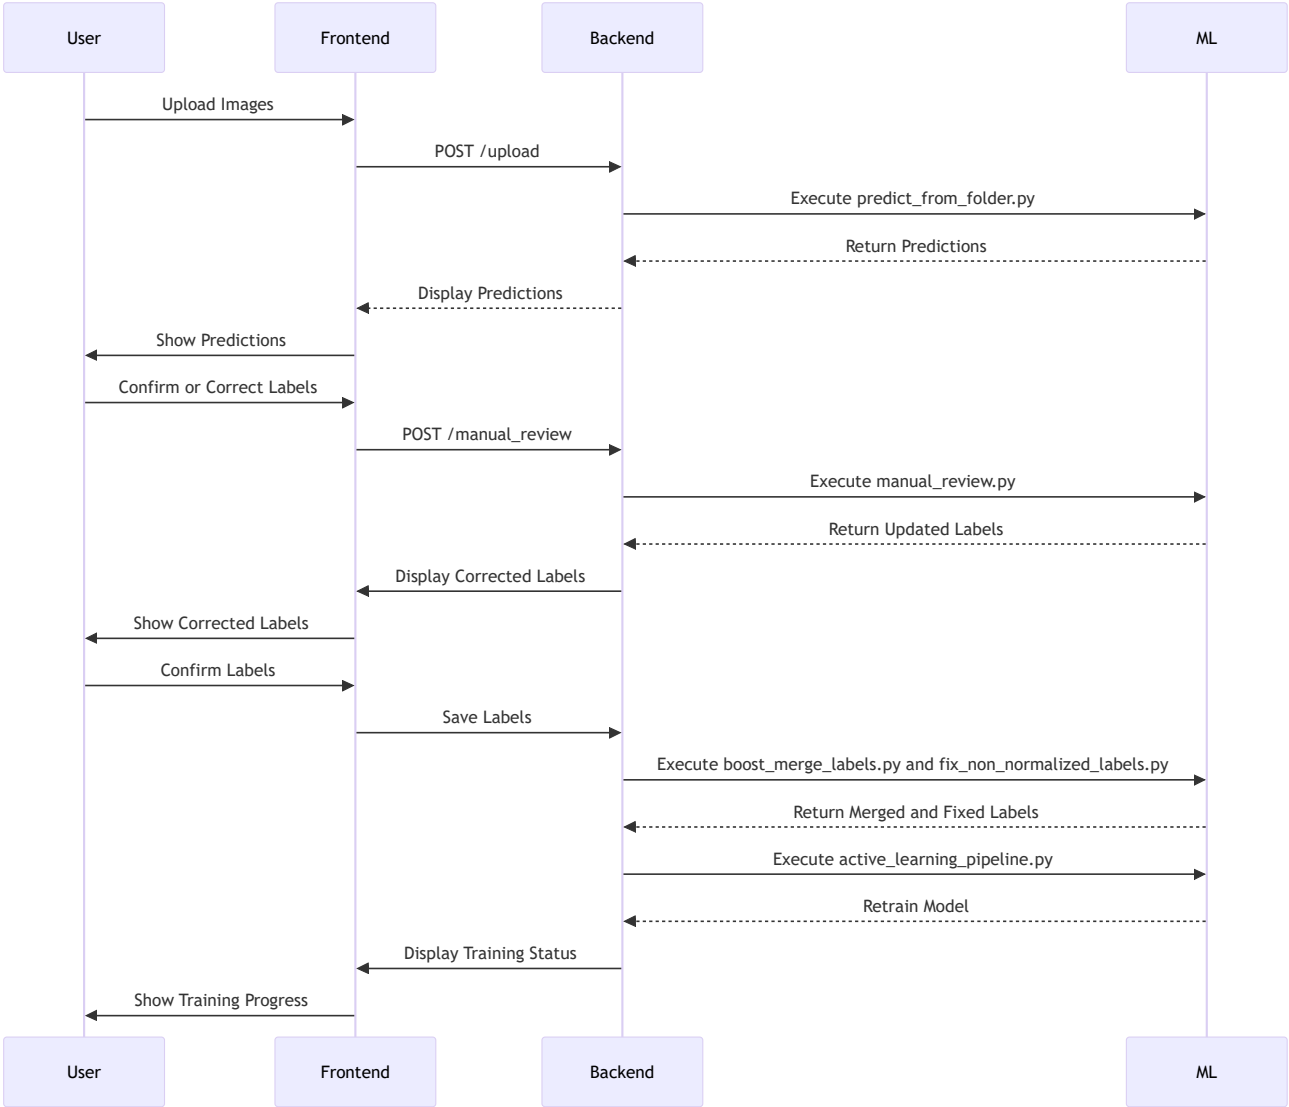 User
Frontend
Backend
ML
Upload Images
POST /upload
Execute predict_from_folder.py
Return Predictions
Display Predictions
Show Predictions
Confirm or Correct Labels
POST /manual_review
Execute manual_review.py
Return Updated Labels
Display Corrected Labels
Show Corrected Labels
Confirm Labels
Save Labels
Execute boost_merge_labels.py and fix_non_normalized_labels.py
Return Merged and Fixed Labels
Execute active_learning_pipeline.py
Retrain Model
Display Training Status
Show Training Progress
User
Frontend
Backend
ML